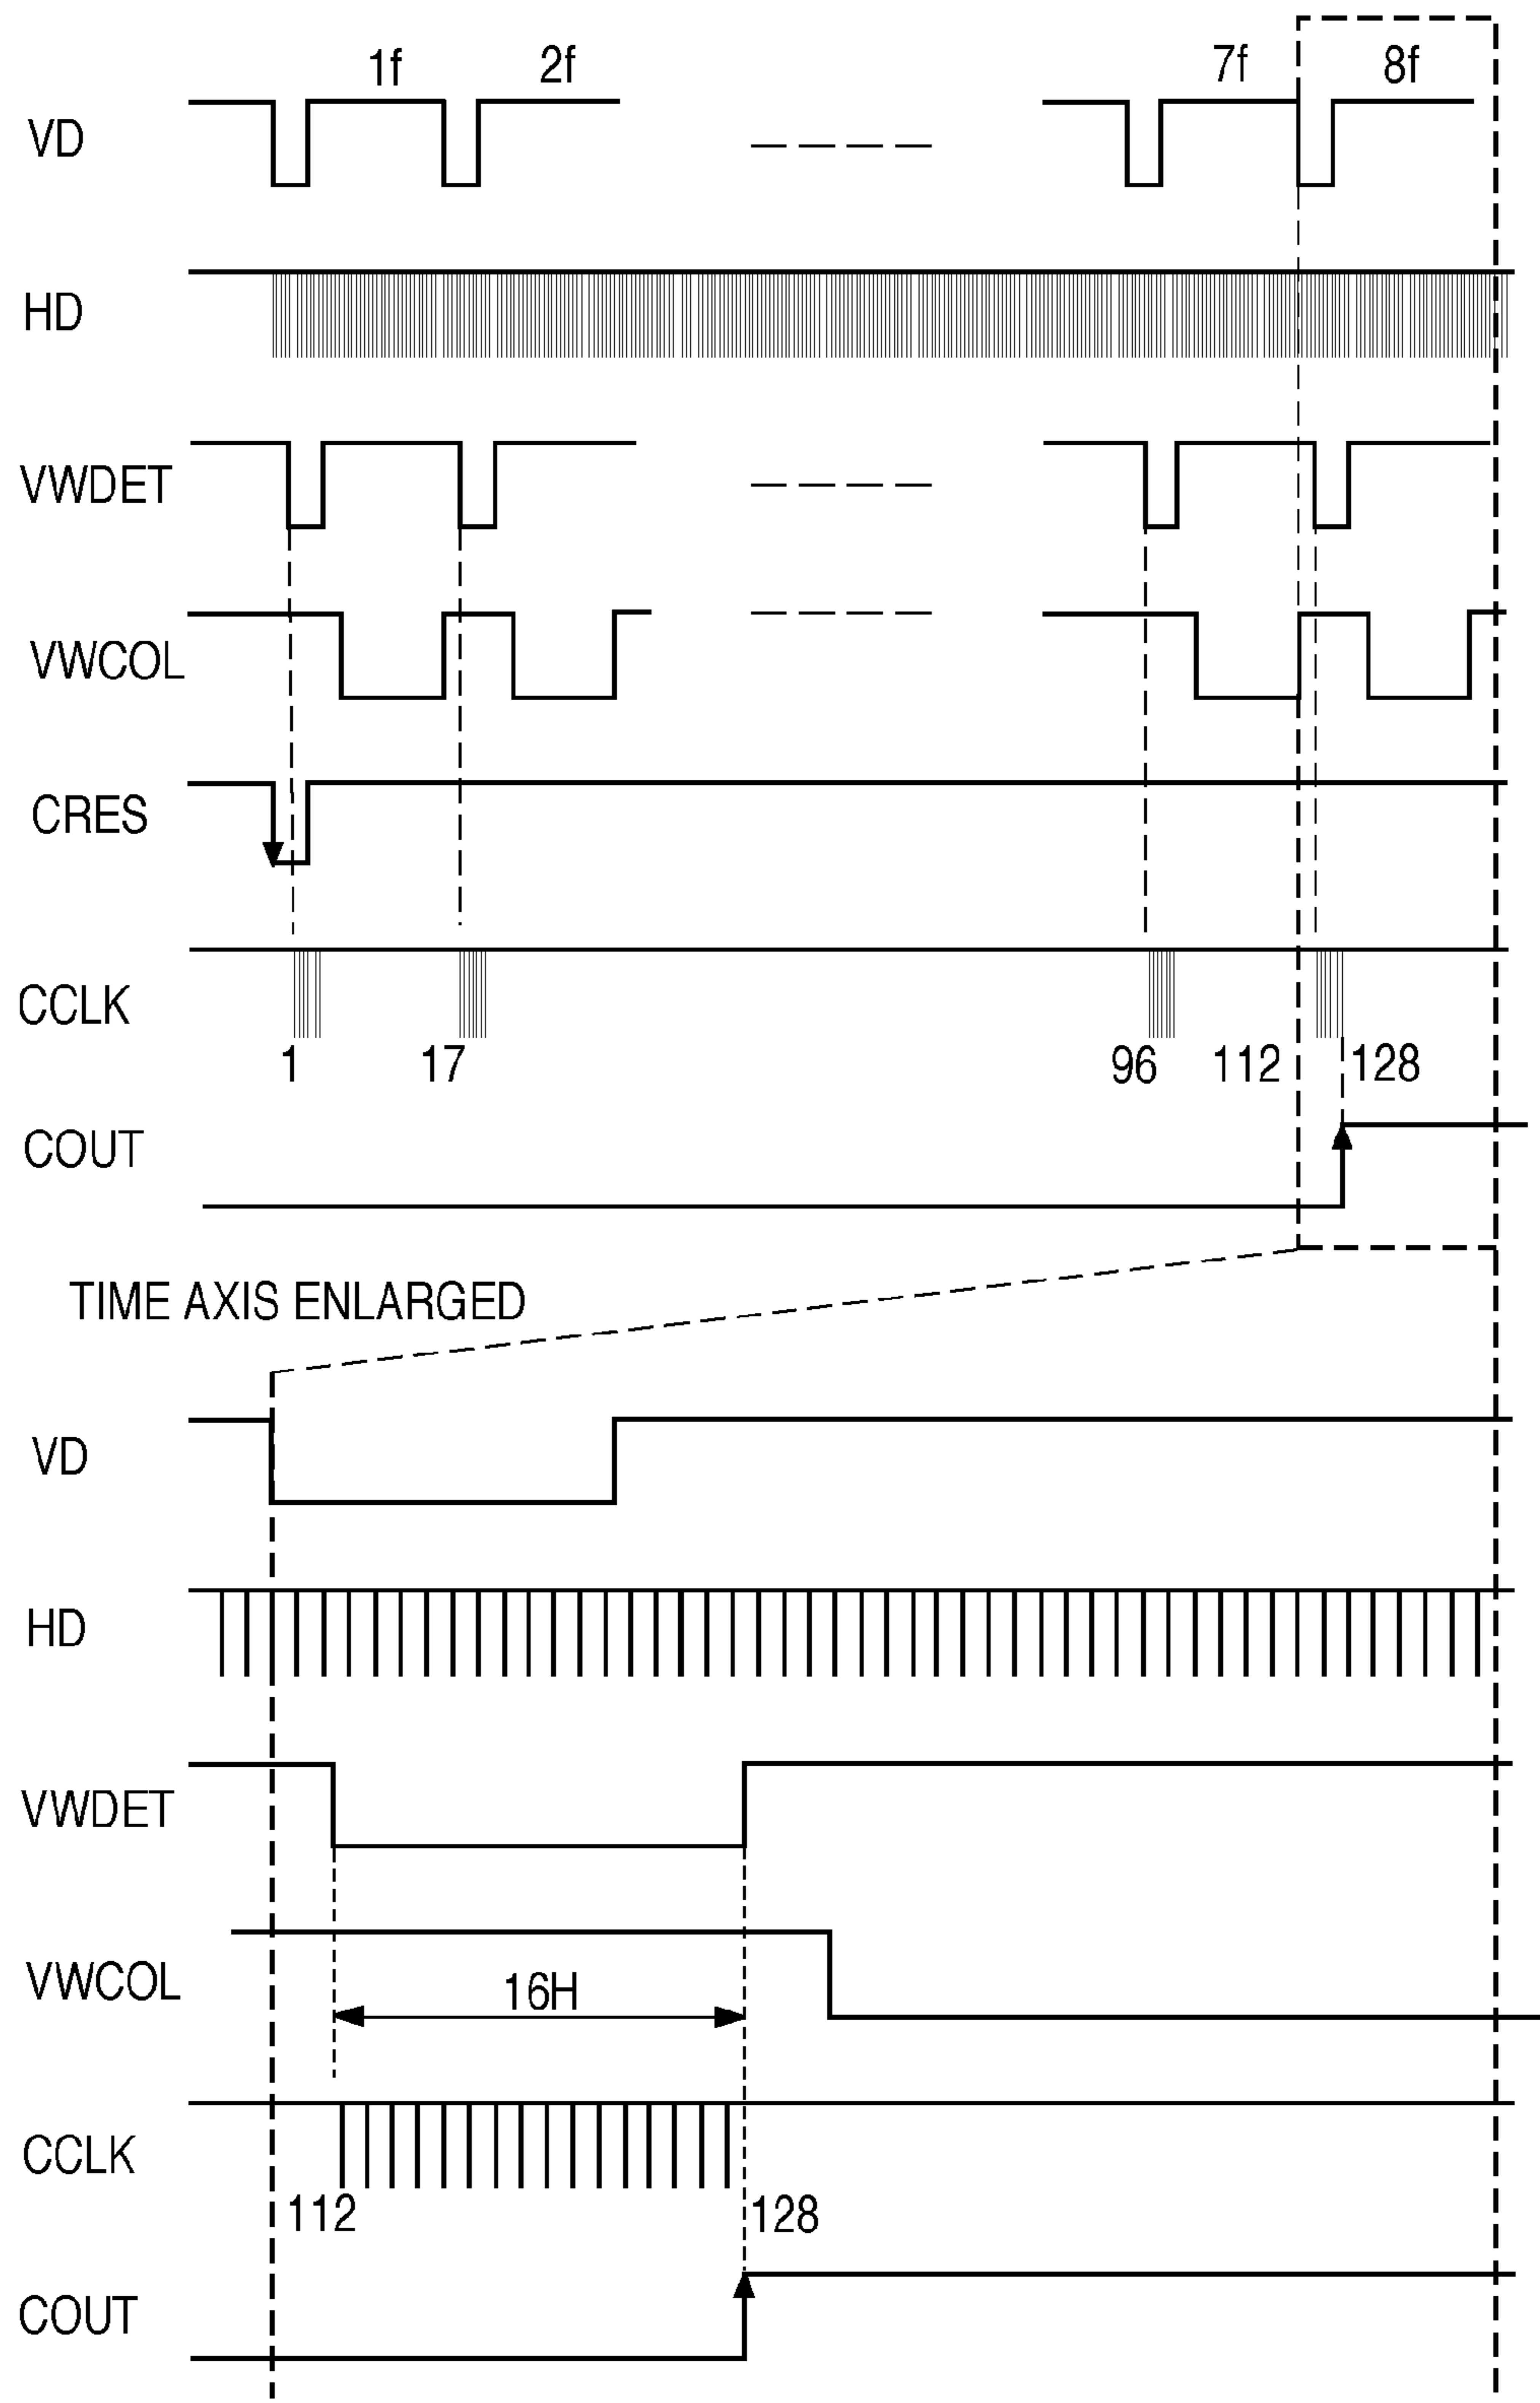 1f 2f 7f 8f
VD
HD
VWDET
VWCOL
CRES
CCLK
1 17 96 112 128
COUT
TIME AXIS ENLARGED
VD
HD
VWDET
VWCOL
16H
CCLK
112 128
COUT